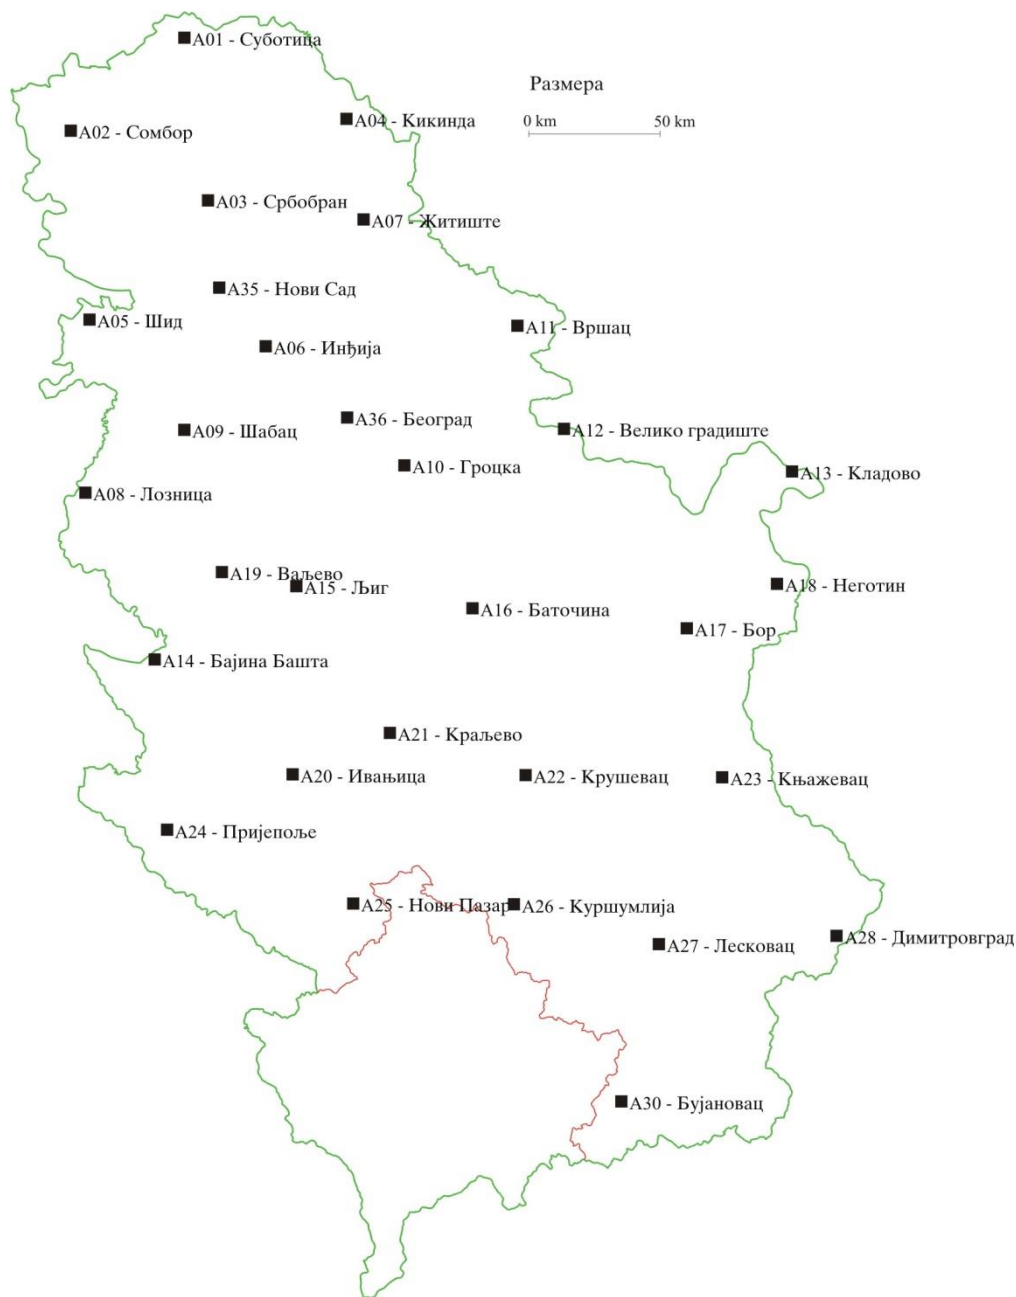 А01 - Суботица
Размера
0 km 50 km
А04 - Кикинда
А02 - Сомбор
А03 - Србобран
А07 - Житиште
А35 - Нови Сад
А05 - Шид
А11 - Вршац
А06 - Инђија
А36 - Београд
А12 - Велико градиште
А09 - Шабац
А10 - Гроцка
А13 - Кладово
А08 - Лозница
А19 - Ваљево
А15 - Љиг
А18 - Неготин
А16 - Баточина
А17 - Бор
А14 - Бајина Башта
А21 - Краљево
А20 - Ивањица
А22 - Крушевац
А23 - Књажевац
А24 - Пријепоље
А25 - Нови Пазар
А26 - Куршумлија
А28 - Димитровград
А27 - Лесковац
А30 - Бујановац